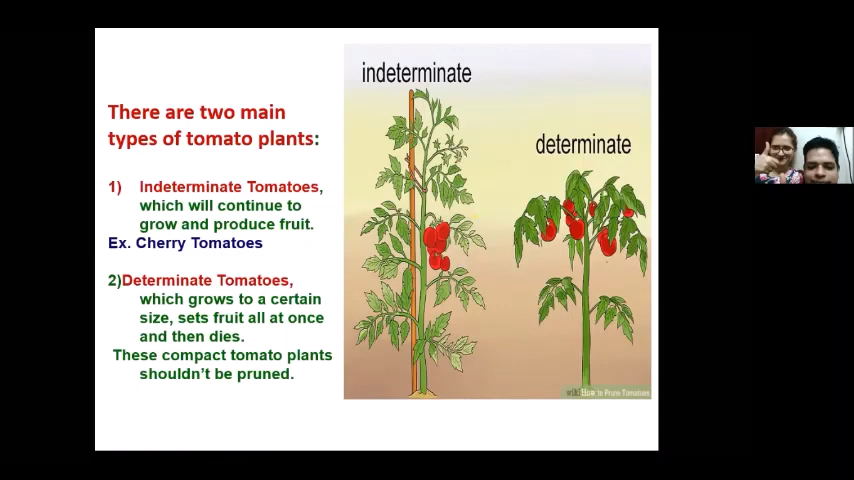 There are two main
types of tomato plants:
1) Indeterminate Tomatoes,
which will continue to
grow and produce fruit.
Ex. Cherry Tomatoes
2)Determinate Tomatoes,
which grows to a certain
size, sets fruit all at once
and then dies.
These compact tomato plants
shouldn't be pruned.
indeterminate
determinate
wiki How to Prune Tomatoes